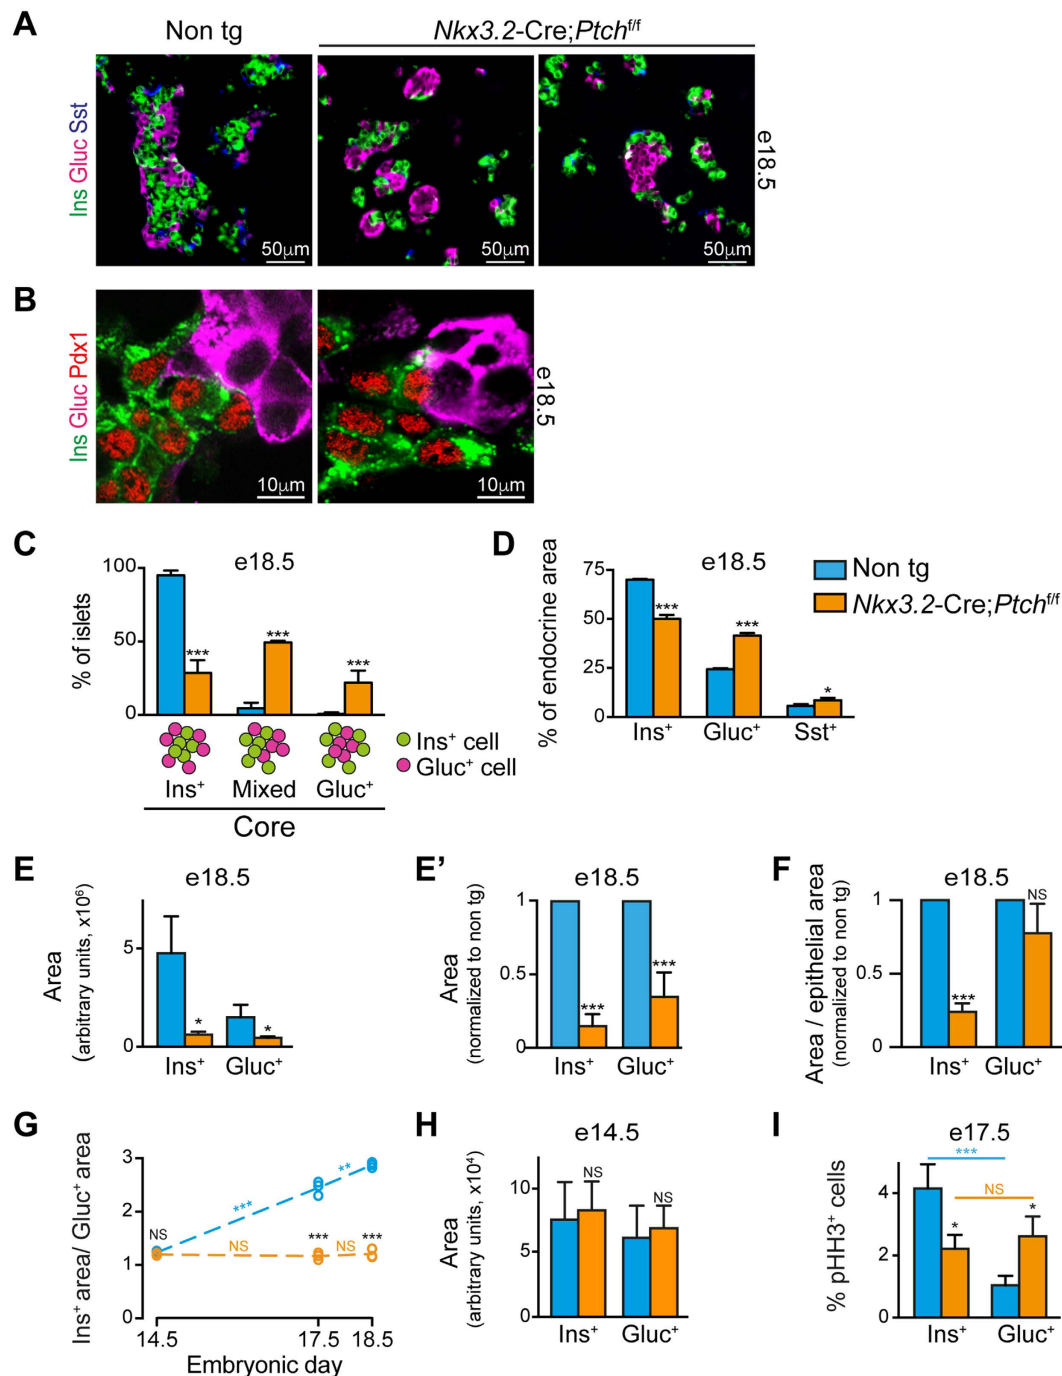 A
Non tg
Nkx3.2-Cre;Ptch^f/f
Ins Gluc Sst
50μm
50μm
50μm
e18.5
B
Ins Gluc Pdx1
10μm
10μm
e18.5
C
e18.5
% of islets
100
50
0
***
***
***
Ins⁺
Mixed
Gluc⁺
Core
Ins⁺ cell
Gluc⁺ cell
D
e18.5
% of endocrine area
75
50
25
0
***
***
*
Ins⁺
Gluc⁺
Sst⁺
Non tg
Nkx3.2-Cre;Ptch^f/f
E
e18.5
Area
(arbitrary units, x10⁶)
5
0
*
*
Ins⁺
Gluc⁺
E’
e18.5
Area
(normalized to non tg)
1
0.5
0
***
***
Ins⁺
Gluc⁺
F
e18.5
Area / epithelial area
(normalized to non tg)
1
0.5
0
***
NS
Ins⁺
Gluc⁺
G
Ins⁺ area/ Gluc⁺ area
3
2
1
0
NS
***
**
NS
***
NS
***
14.5
17.5
18.5
Embryonic day
H
e14.5
Area
(arbitrary units, x10⁴)
10
5
0
NS
NS
Ins⁺
Gluc⁺
I
e17.5
% pHH3⁺ cells
4
2
0
***
NS
*
*
Ins⁺
Gluc⁺